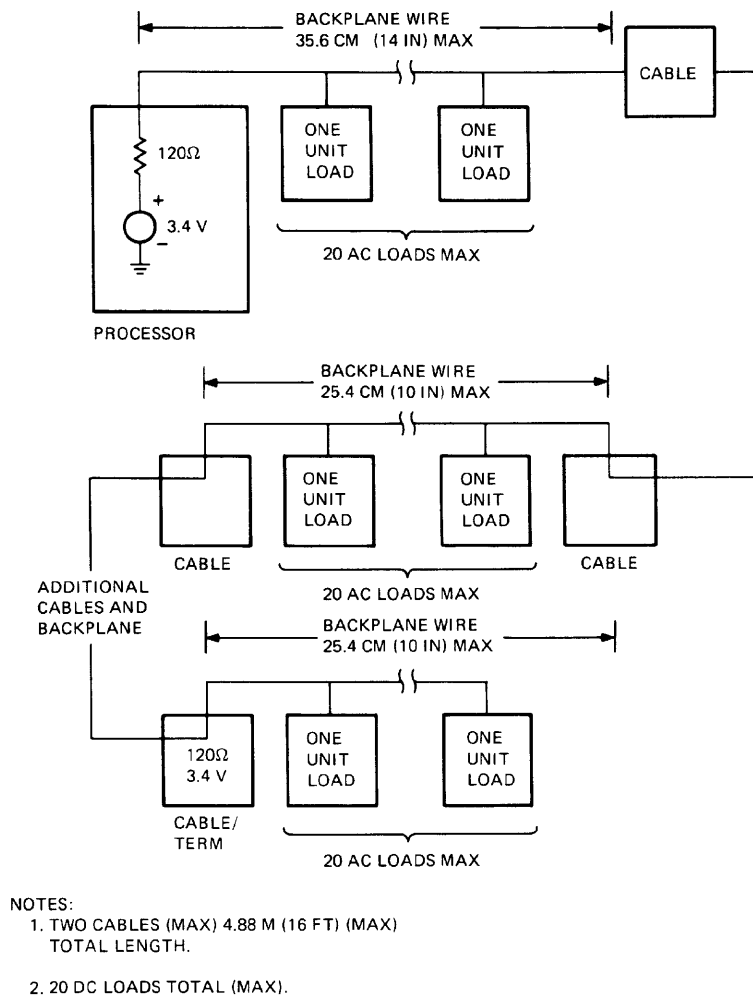 BACKPLANE WIRE
35.6 CM (14 IN) MAX
CABLE
ONE
UNIT
LOAD
ONE
UNIT
LOAD
120Ω
+
3.4 V
−
20 AC LOADS MAX
PROCESSOR
BACKPLANE WIRE
25.4 CM (10 IN) MAX
ONE
UNIT
LOAD
ONE
UNIT
LOAD
CABLE
CABLE
20 AC LOADS MAX
ADDITIONAL
CABLES AND
BACKPLANE
BACKPLANE WIRE
25.4 CM (10 IN) MAX
120Ω
3.4 V
ONE
UNIT
LOAD
ONE
UNIT
LOAD
CABLE/
TERM
20 AC LOADS MAX
NOTES:
1. TWO CABLES (MAX) 4.88 M (16 FT) (MAX)
TOTAL LENGTH.
2. 20 DC LOADS TOTAL (MAX).